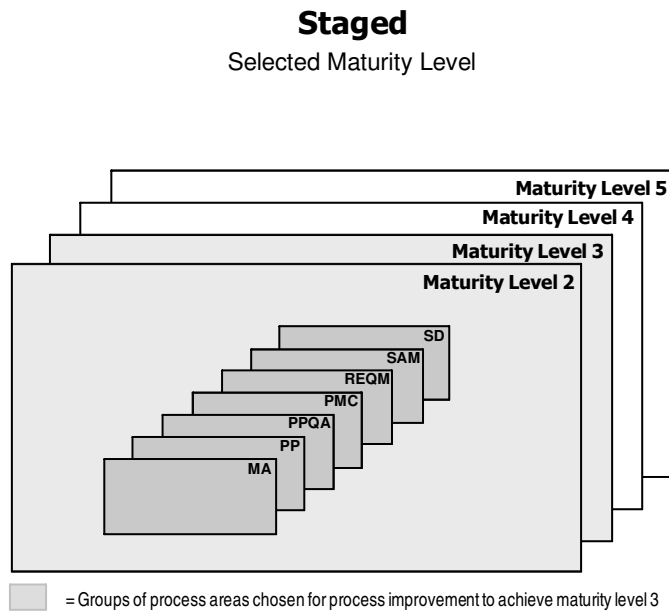 Staged
Selected Maturity Level
Maturity Level 5
Maturity Level 4
Maturity Level 3
Maturity Level 2
SD
SAM
REQM
PMC
PPQA
PP
MA
= Groups of process areas chosen for process improvement to achieve maturity level 3